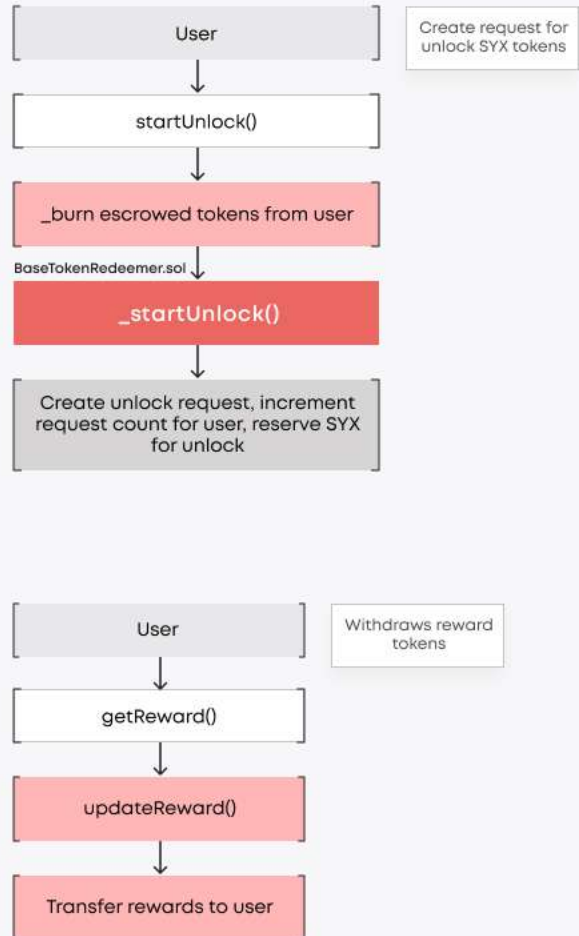 User
Create request for
unlock SYX tokens
startUnlock()
_burn escrowed tokens from user
BaseTokenRedeemer.sol
_startUnlock()
Create unlock request, increment
request count for user, reserve SYX
for unlock
User
Withdraws reward
tokens
getReward()
updateReward()
Transfer rewards to user